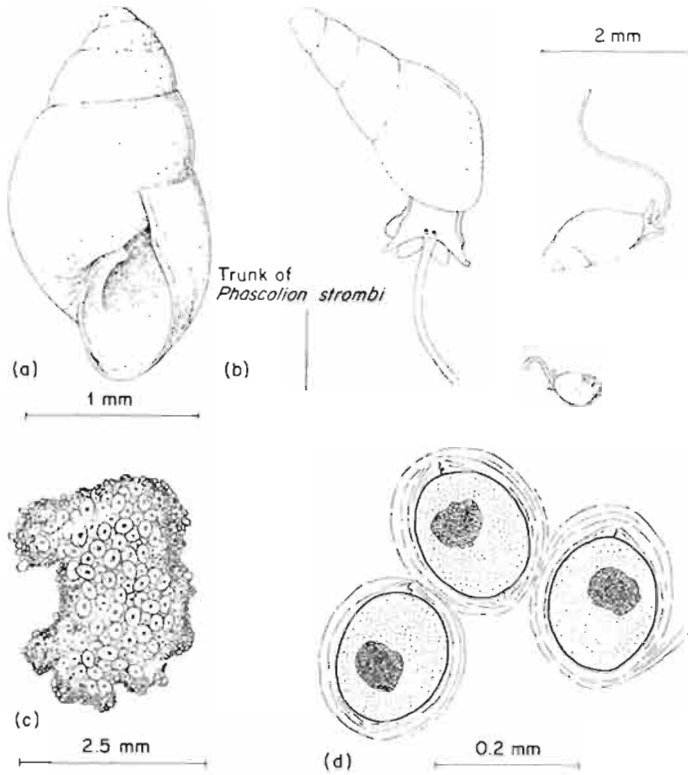 2 mm
Trunk of
Phascolion strombi
(a)
(b)
1 mm
(c)
(d)
2.5 mm
0.2 mm